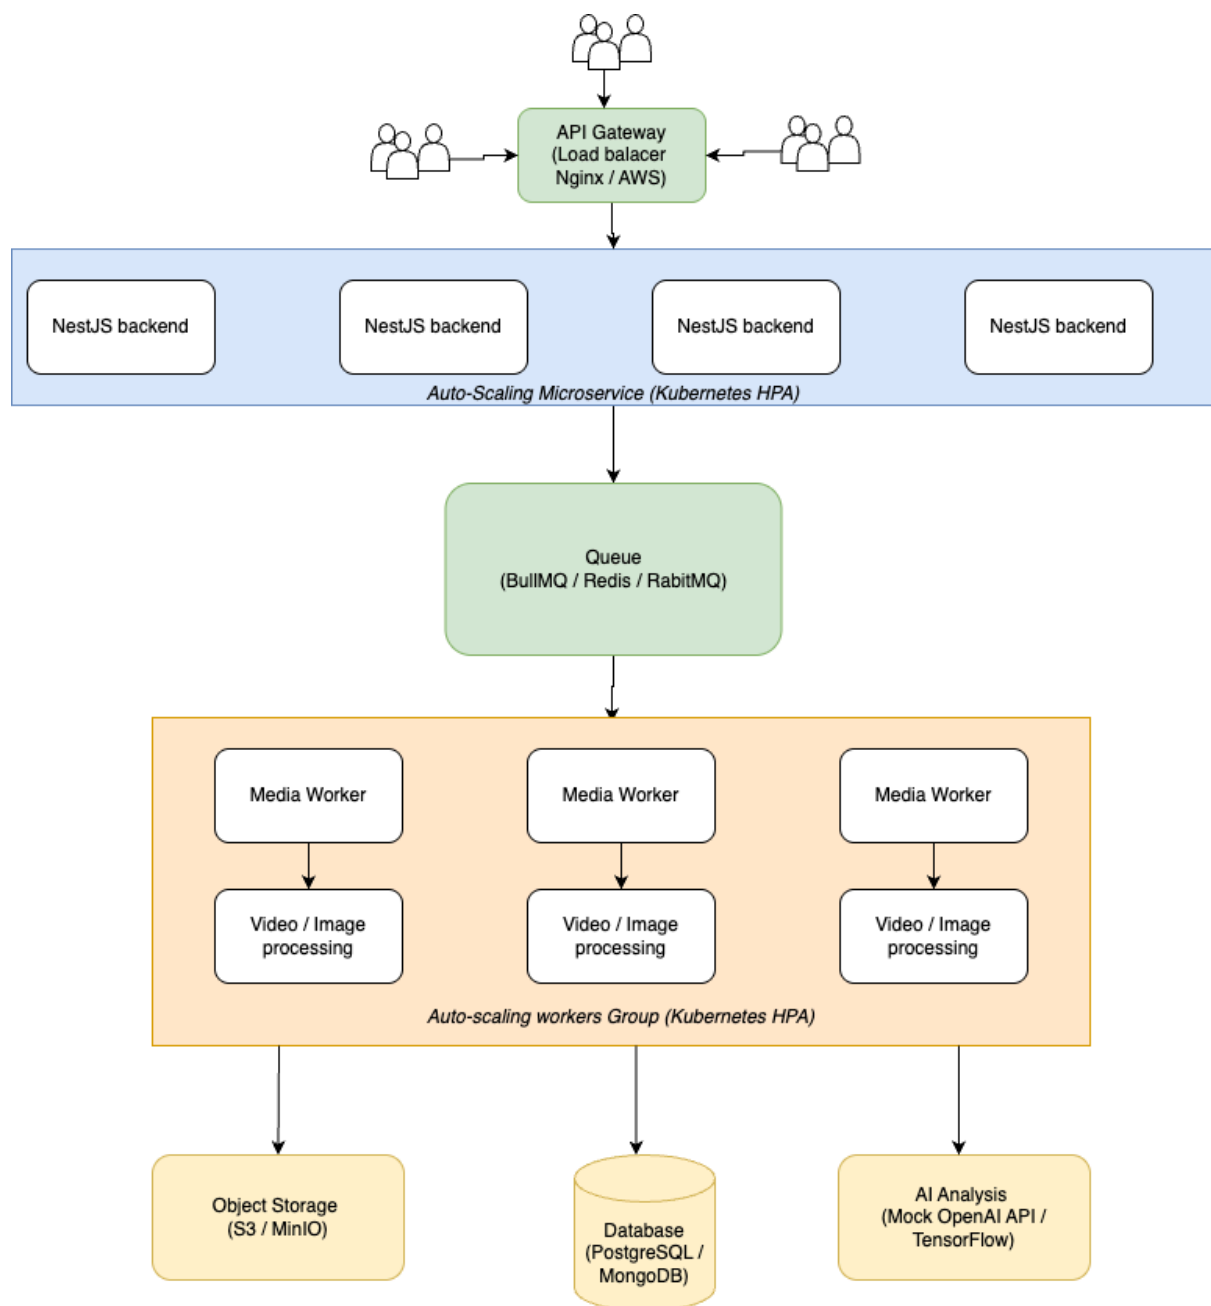 API Gateway
(Load balacer
Nginx / AWS)
NestJS backend
NestJS backend
NestJS backend
NestJS backend
Auto-Scaling Microservice (Kubernetes HPA)
Queue
(BullMQ / Redis / RabitMQ)
Media Worker
Media Worker
Media Worker
Video / Image
processing
Video / Image
processing
Video / Image
processing
Auto-scaling workers Group (Kubernetes HPA)
Object Storage
(S3 / MinIO)
Database
(PostgreSQL /
MongoDB)
AI Analysis
(Mock OpenAI API /
TensorFlow)